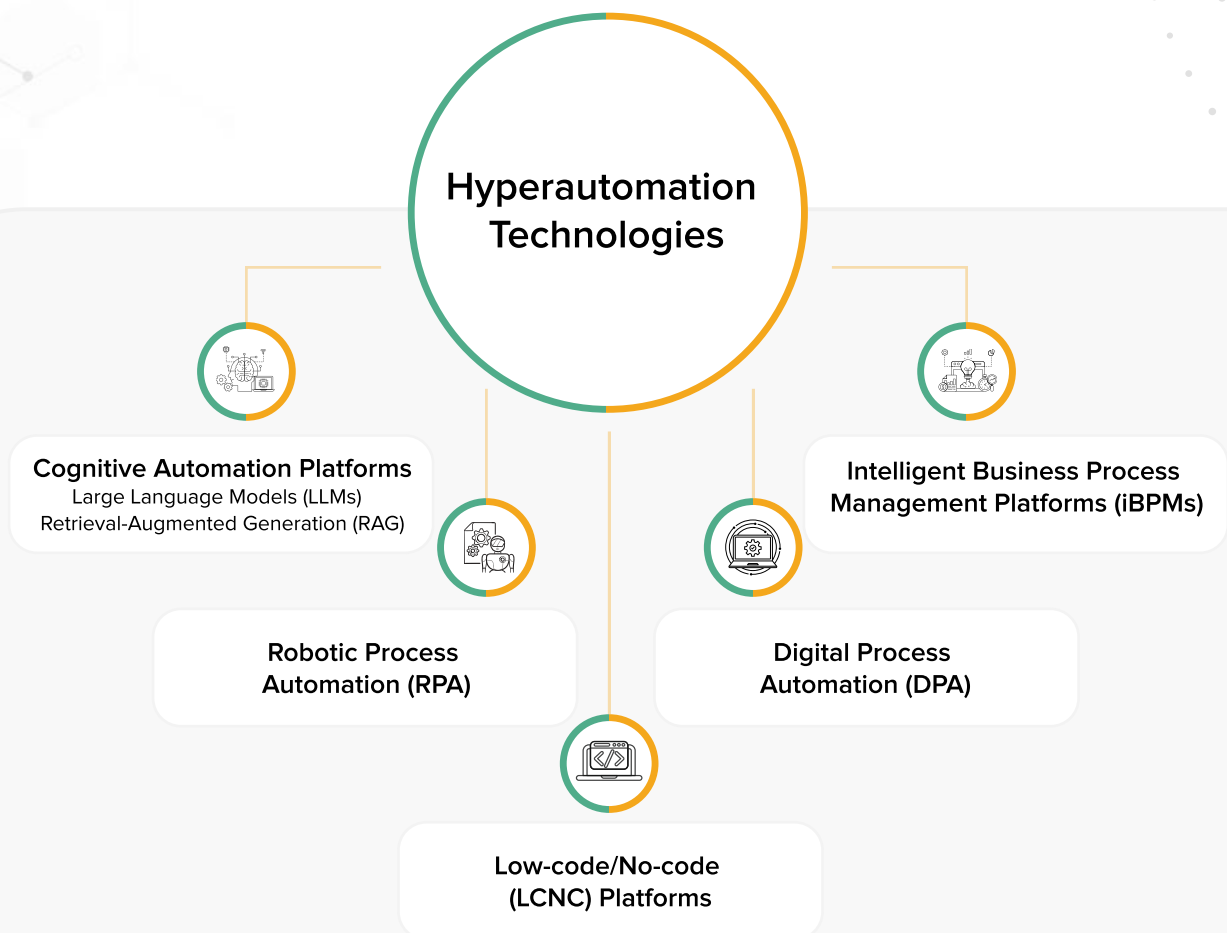 Hyperautomation
Technologies
Cognitive Automation Platforms
Large Language Models (LLMs)
Retrieval-Augmented Generation (RAG)
Intelligent Business Process
Management Platforms (iBPMs)
Robotic Process
Automation (RPA)
Digital Process
Automation (DPA)
Low-code/No-code
(LCNC) Platforms